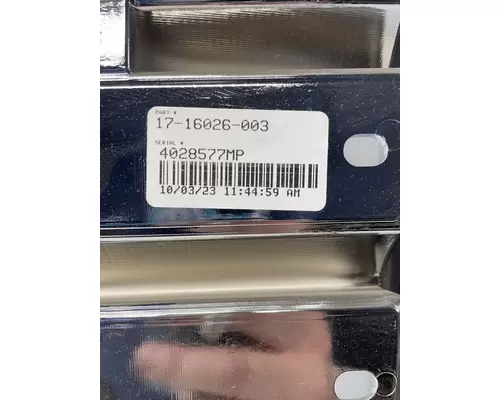 PART #
17-16026-003
SERIAL #
4028577MP
10/03/23 11:44:59 AM